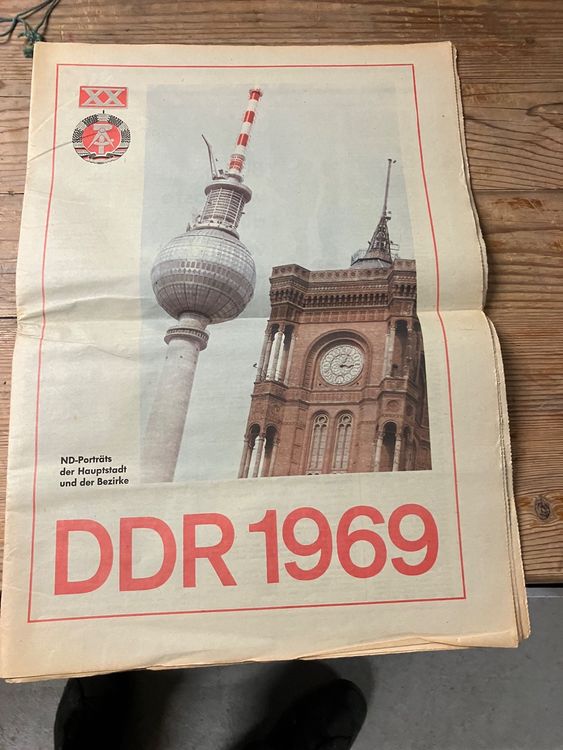 XX
ND-Porträts
der Hauptstadt
und der Bezirke
DDR 1969